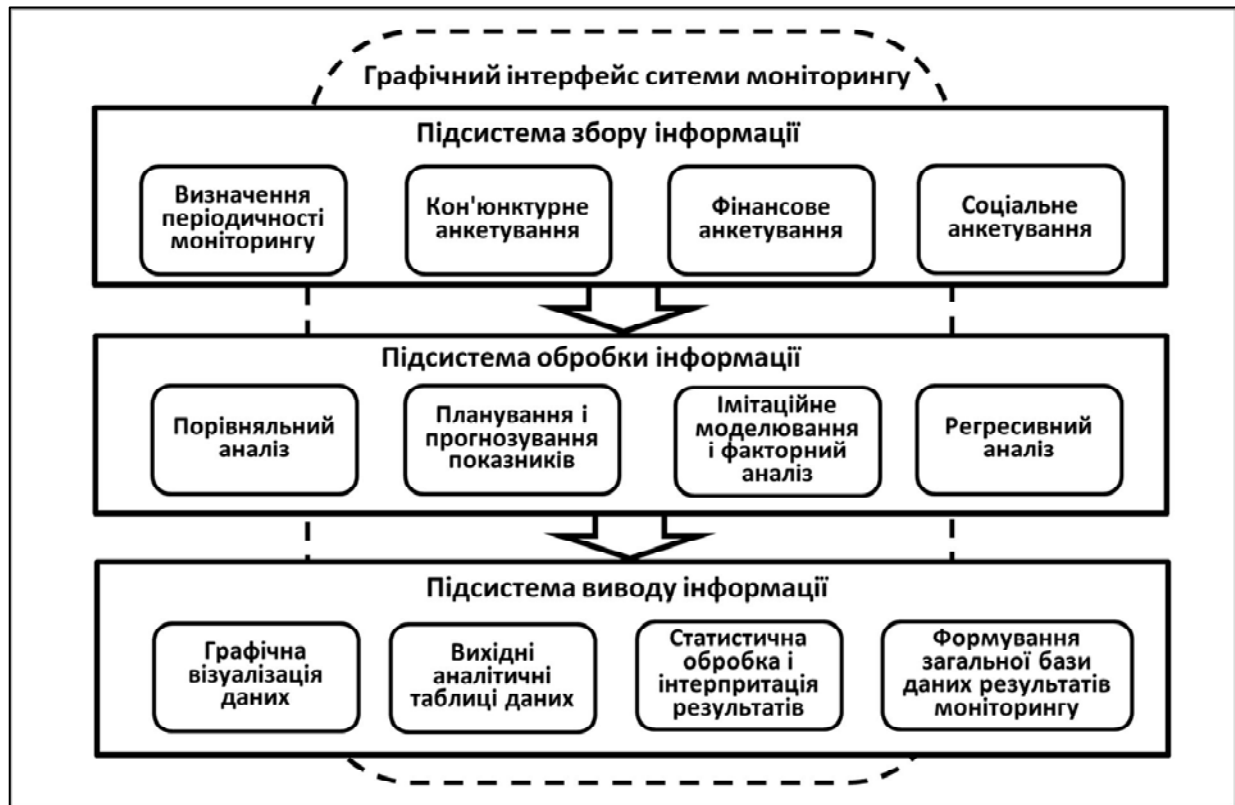 Графічний інтерфейс ситеми моніторингу
Підсистема збору інформації
Визначення
періодичності
моніторингу
Кон'юнктурне
анкетування
Фінансове
анкетування
Соціальне
анкетування
Підсистема обробки інформації
Порівняльний
аналіз
Планування і
прогнозування
показників
Імітаційне
моделювання
і факторний
аналіз
Регресивний
аналіз
Підсистема виводу інформації
Графічна
візуалізація
даних
Вихідні
аналітичні
таблиці даних
Статистична
обробка і
інтерпритація
результатів
Формування
загальної бази
даних результатів
моніторингу